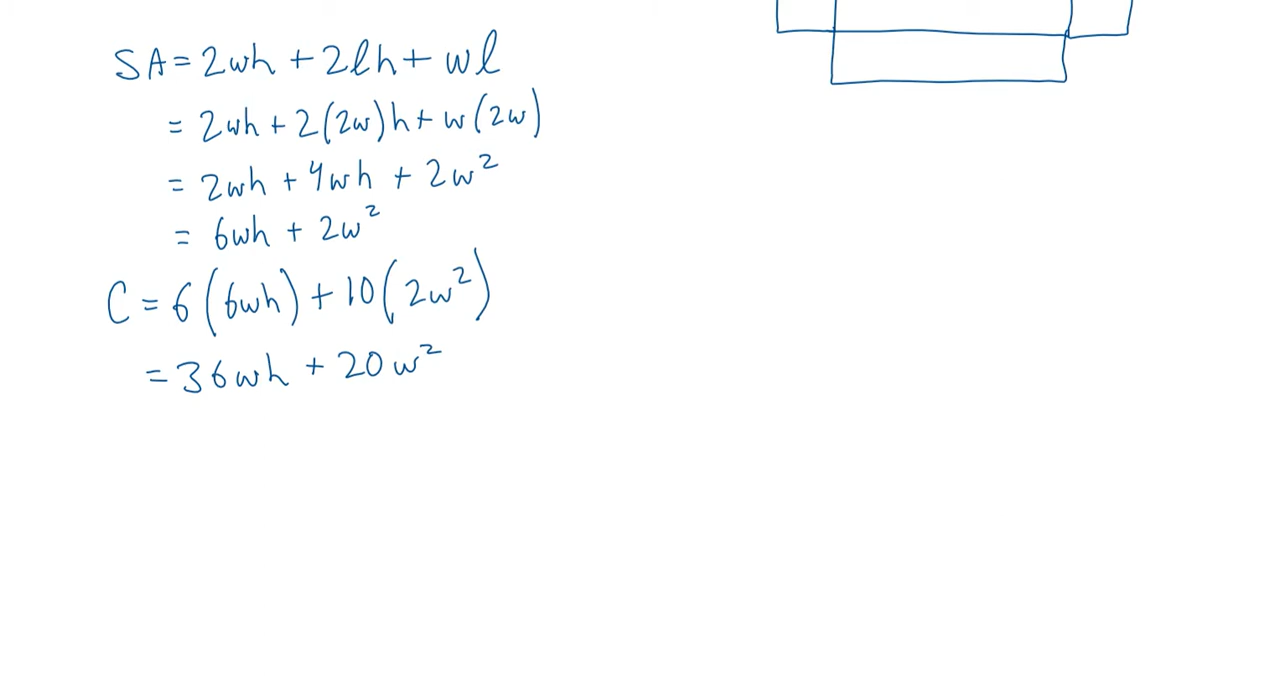 SA = 2wh + 2lh + wl
= 2wh + 2(2w)h + w(2w)
= 2wh + 4wh + 2w²
= 6wh + 2w²
C = 6(6wh) + 10(2w²)
= 36wh + 20w²